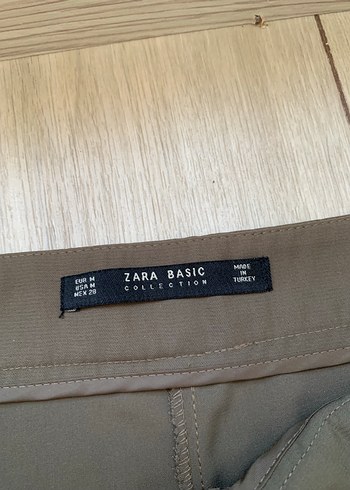 EUR M
USA M
MEX 28
ZARA BASIC
COLLECTION
MADE
IN
TURKEY